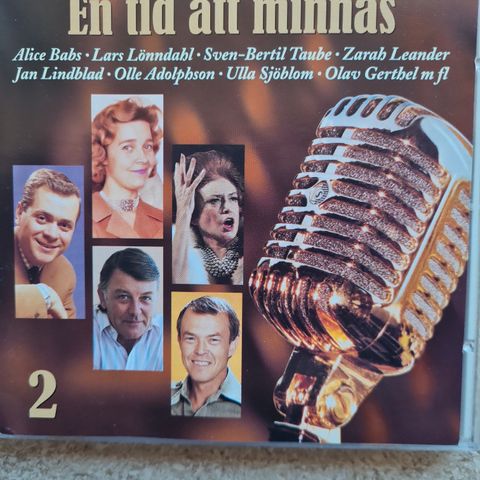 En tid att minnas
Alice Babs · Lars Lönndahl · Sven-Bertil Taube · Zarah Leander
Jan Lindblad · Olle Adolphson · Ulla Sjöblom · Olav Gerthel m fl
2